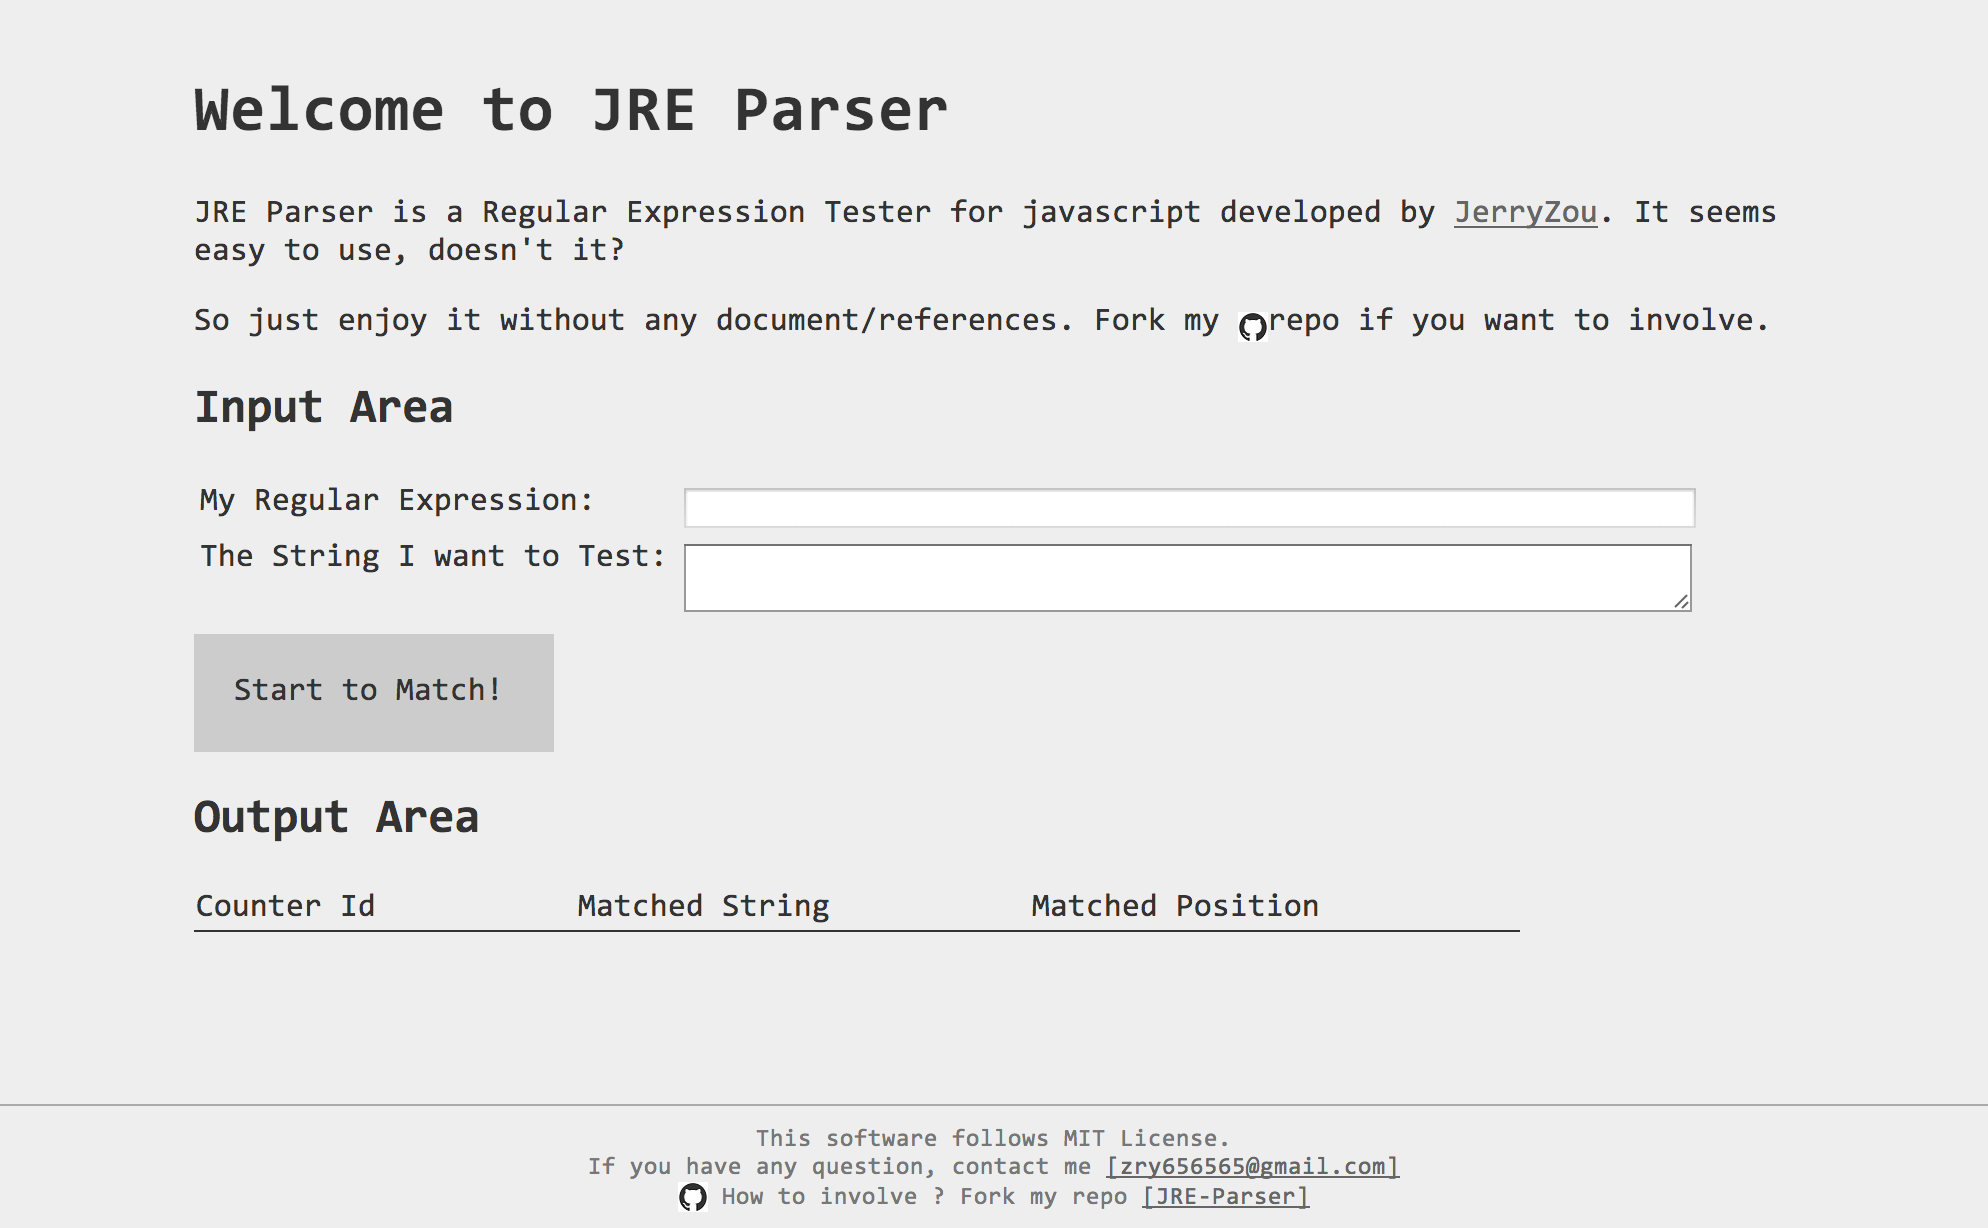 Welcome to JRE Parser
JRE Parser is a Regular Expression Tester for javascript developed by JerryZou. It seems
easy to use, doesn't it?
So just enjoy it without any document/references. Fork my repo if you want to involve.
Input Area
My Regular Expression:
The String I want to Test:
Start to Match!
Output Area
Counter Id Matched String Matched Position
This software follows MIT License.
If you have any question, contact me [zry656565@gmail.com]
How to involve ? Fork my repo [JRE-Parser]